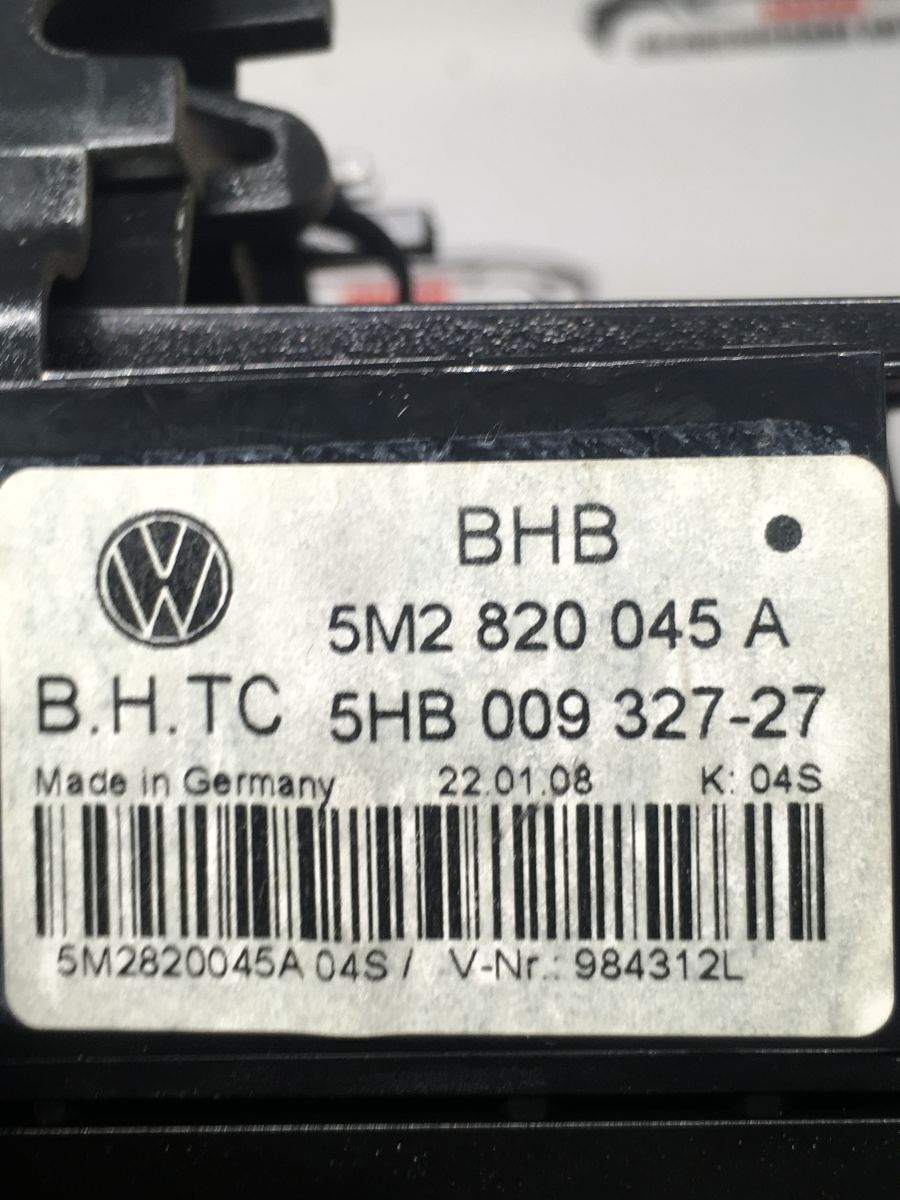 BHB
5M2 820 045 A
B.H.TC 5HB 009 327-27
Made in Germany 22.01.08 K: 04S
5M2820045A 04S / V-Nr.: 984312L